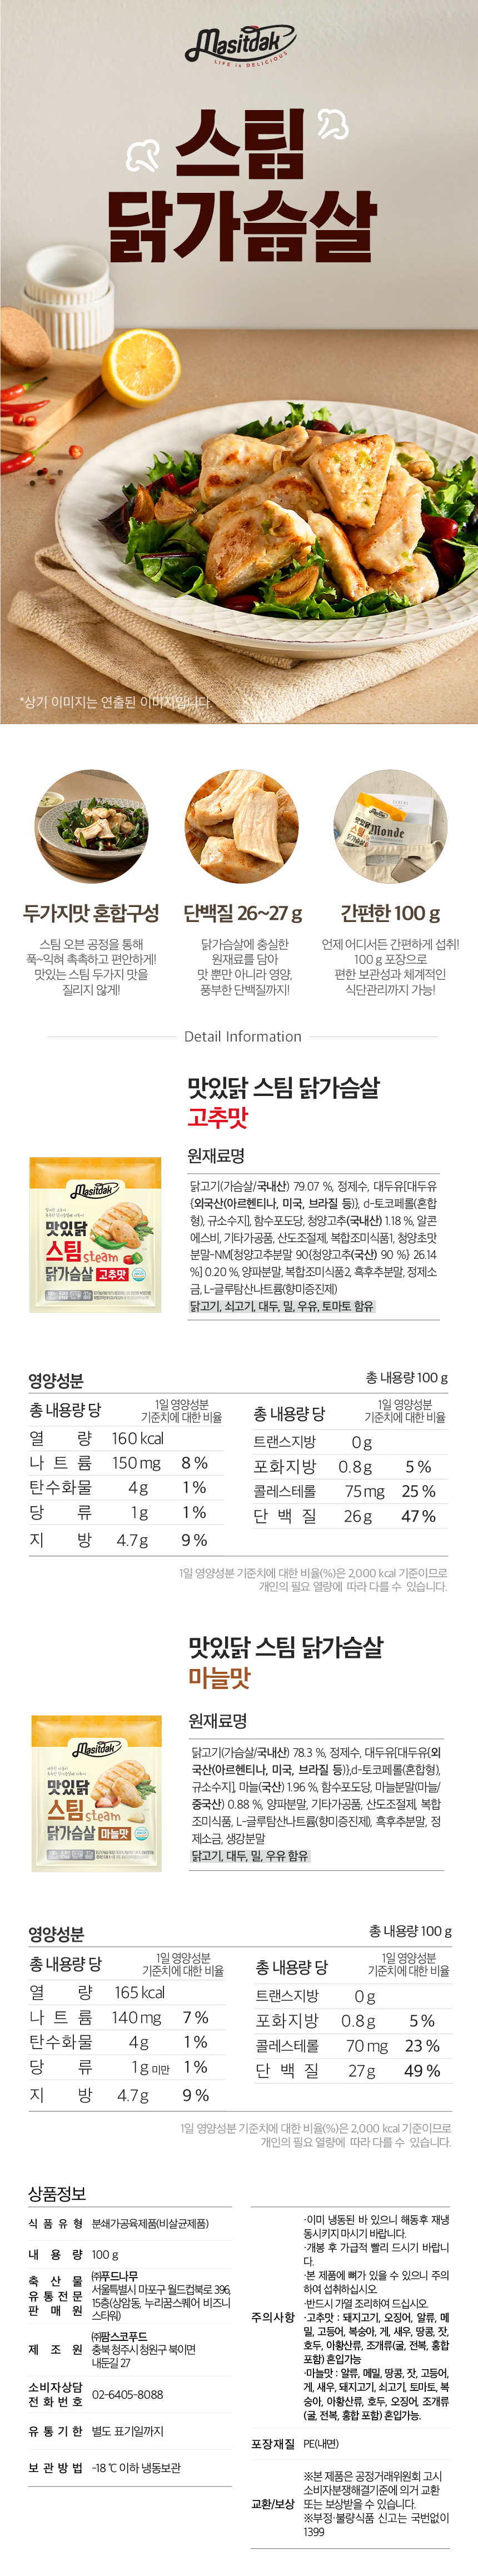 Masitdak
LIFE is DELICIOUS
스팀
닭가슴살
*상기 이미지는 연출된 이미지입니다.
두가지맛 혼합구성
스팀 오븐 공정을 통해
푹~익혀 촉촉하고 편안하게!
맛있는 스팀 두가지 맛을
질리지 않게!
단백질 26~27 g
닭가슴살에 충실한
원재료를 담아
맛 뿐만 아니라 영양,
풍부한 단백질까지!
간편한 100 g
언제 어디서든 간편하게 섭취!
100 g 포장으로
편한 보관성과 체계적인
식단관리까지 가능!
Detail Information
맛있닭 스팀 닭가슴살
고추맛
원재료명
닭고기(가슴살/국내산) 79.07 %, 정제수, 대두유[대두유
{외국산(아르헨티나, 미국, 브라질 등)}, d-토코페롤(혼합
형), 규소수지], 함수포도당, 청양고추(국내산) 1.18 %, 알큰
에스비, 기타가공품, 산도조절제, 복합조미식품1, 청양초맛
분말-NM[청양고추분말 90{청양고추(국산) 90 %} 26.14
%] 0.20 %, 양파분말, 복합조미식품2, 흑후추분말, 정제소
금, L-글루탐산나트륨(향미증진제)
닭고기, 쇠고기, 대두, 밀, 우유, 토마토 함유
Masitdak
맛있닭
스팀 steam
닭가슴살 고추맛
영양성분
총 내용량 100 g
총 내용량 당 1일 영양성분
기준치에 대한 비율
열 량 160 kcal
나 트 륨 150 mg 8 %
탄수화물 4 g 1 %
당 류 1 g 1 %
지 방 4.7 g 9 %
총 내용량 당 1일 영양성분
기준치에 대한 비율
트랜스지방 0 g
포화지방 0.8 g 5 %
콜레스테롤 75 mg 25 %
단 백 질 26 g 47 %
1일 영양성분 기준치에 대한 비율(%)은 2,000 kcal 기준이므로
개인의 필요 열량에 따라 다를 수 있습니다.
맛있닭 스팀 닭가슴살
마늘맛
원재료명
닭고기(가슴살/국내산) 78.3 %, 정제수, 대두유[대두유{외
국산(아르헨티나, 미국, 브라질 등)},d-토코페롤(혼합형),
규소수지], 마늘(국산) 1.96 %, 함수포도당, 마늘분말(마늘/
중국산) 0.88 %, 양파분말, 기타가공품, 산도조절제, 복합
조미식품, L-글루탐산나트륨(향미증진제), 흑후추분말, 정
제소금, 생강분말
닭고기, 대두, 밀, 우유 함유
Masitdak
맛있닭
스팀 steam
닭가슴살 마늘맛
영양성분
총 내용량 100 g
총 내용량 당 1일 영양성분
기준치에 대한 비율
열 량 165 kcal
나 트 륨 140 mg 7 %
탄수화물 4 g 1 %
당 류 1 g 미만 1 %
지 방 4.7 g 9 %
총 내용량 당 1일 영양성분
기준치에 대한 비율
트랜스지방 0 g
포화지방 0.8 g 5 %
콜레스테롤 70 mg 23 %
단 백 질 27 g 49 %
1일 영양성분 기준치에 대한 비율(%)은 2,000 kcal 기준이므로
개인의 필요 열량에 따라 다를 수 있습니다.
상품정보
식 품 유 형 분쇄가공육제품(비살균제품)
내 용 량 100 g
축 산 물
유 통 전 문
판 매 원
㈜푸드나무
서울특별시 마포구 월드컵북로 396,
15층(상암동, 누리꿈스퀘어 비즈니
스타워)
제 조 원
㈜팜스코푸드
충북 청주시 청원구 북이면
내둔길 27
소비자상담
전 화 번 호
02-6405-8088
유 통 기 한 별도 표기일까지
보 관 방 법 -18 ℃ 이하 냉동보관
주의사항
·이미 냉동된 바 있으니 해동후 재냉
동시키지 마시기 바랍니다.
·개봉 후 가급적 빨리 드시기 바랍니
다.
·본 제품에 뼈가 있을 수 있으니 주의
하여 섭취하십시오.
·반드시 가열 조리하여 드십시오.
·고추맛 : 돼지고기, 오징어, 알류, 메
밀, 고등어, 복숭아, 게, 새우, 땅콩, 잣,
호두, 아황산류, 조개류(굴, 전복, 홍합
포함) 혼입가능
·마늘맛 : 알류, 메밀, 땅콩, 잣, 고등어,
게, 새우, 돼지고기, 쇠고기, 토마토, 복
숭아, 아황산류, 호두, 오징어, 조개류
(굴, 전복, 홍합 포함) 혼입가능.
포장재질 PE(내면)
교환/보상
※본 제품은 공정거래위원회 고시
소비자분쟁해결기준에 의거 교환
또는 보상받을 수 있습니다.
※부정·불량식품 신고는 국번없이
1399